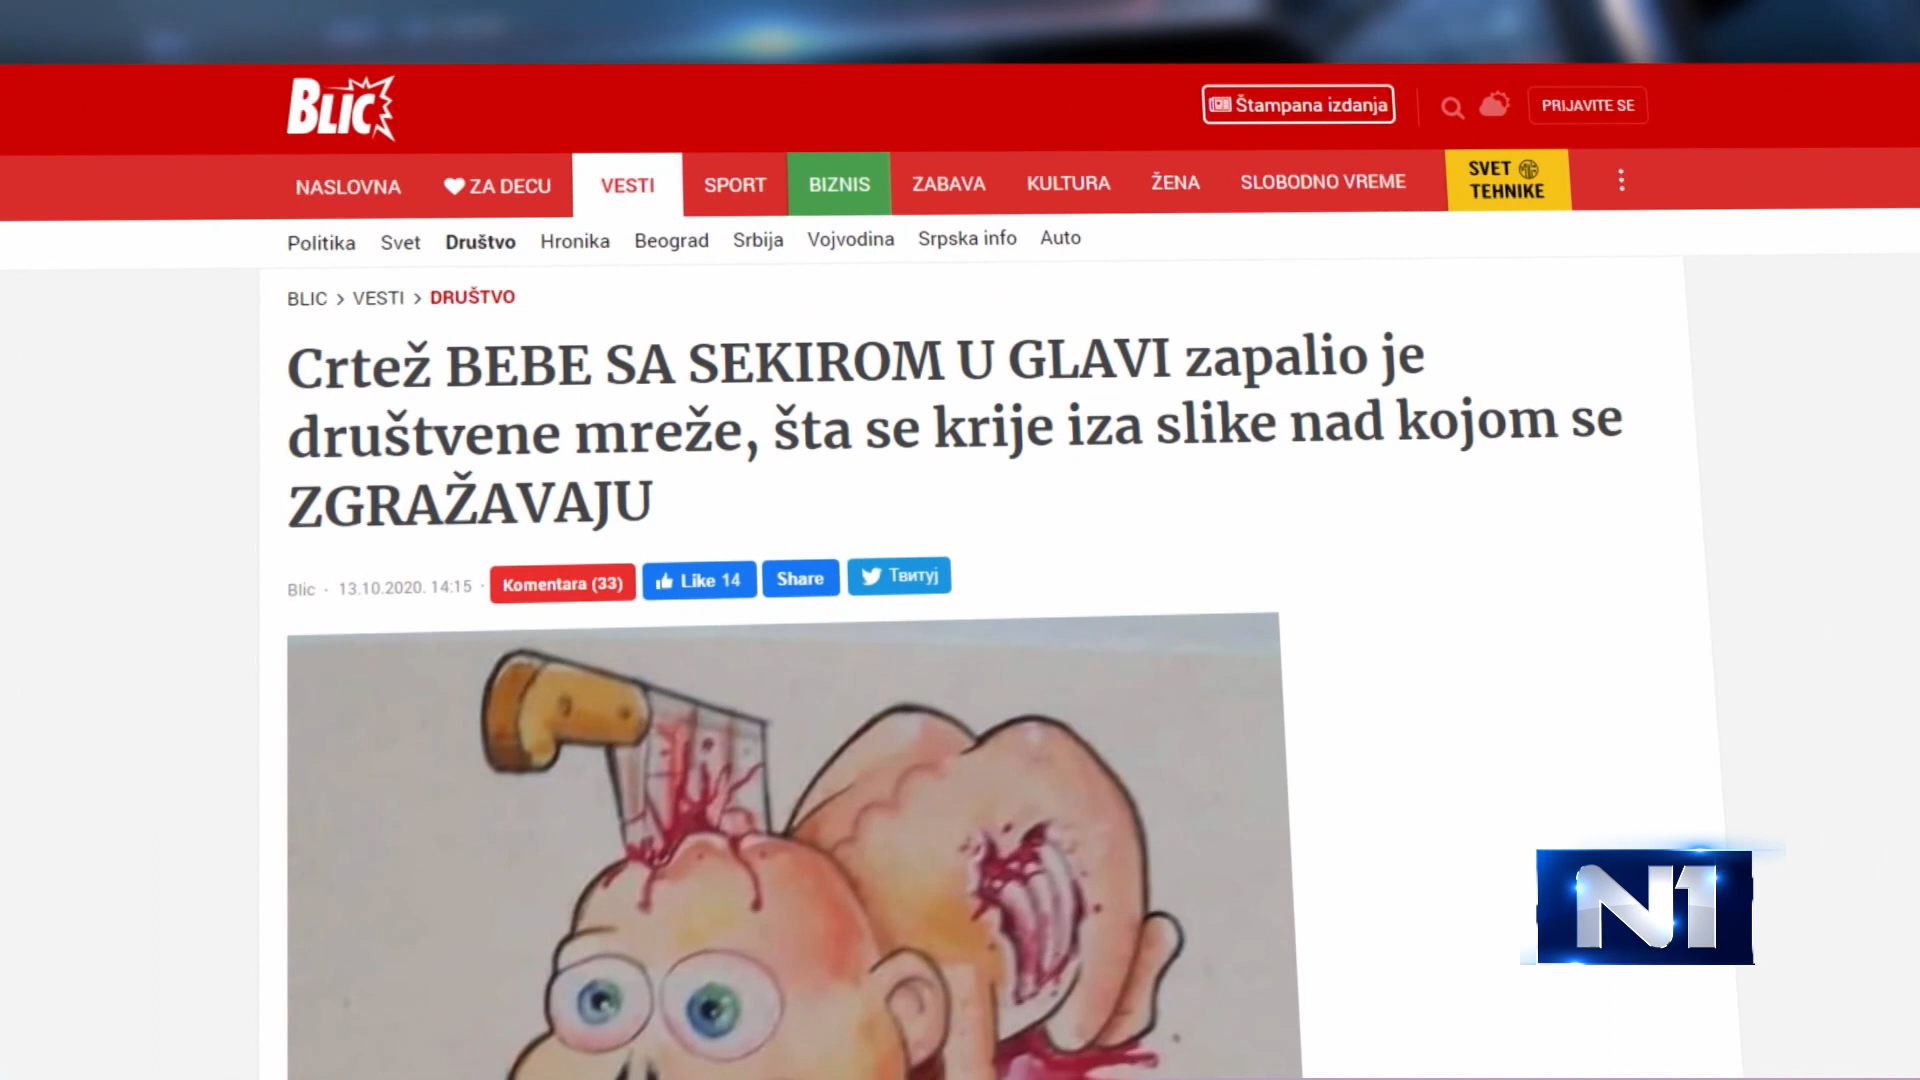 BLIC
Štampana izdanja
PRIJAVITE SE
NASLOVNA
ZA DECU
VESTI
SPORT
BIZNIS
ZABAVA
KULTURA
ŽENA
SLOBODNO VREME
SVET
TEHNIKE
Politika Svet Društvo Hronika Beograd Srbija Vojvodina Srpska info Auto
BLIC > VESTI > DRUŠTVO
Crtež BEBE SA SEKIROM U GLAVI zapalio je
društvene mreže, šta se krije iza slike nad kojom se
ZGRAŽAVAJU
Blic · 13.10.2020. 14:15 · Komentara (33) Like 14 Share Твитуј
N1